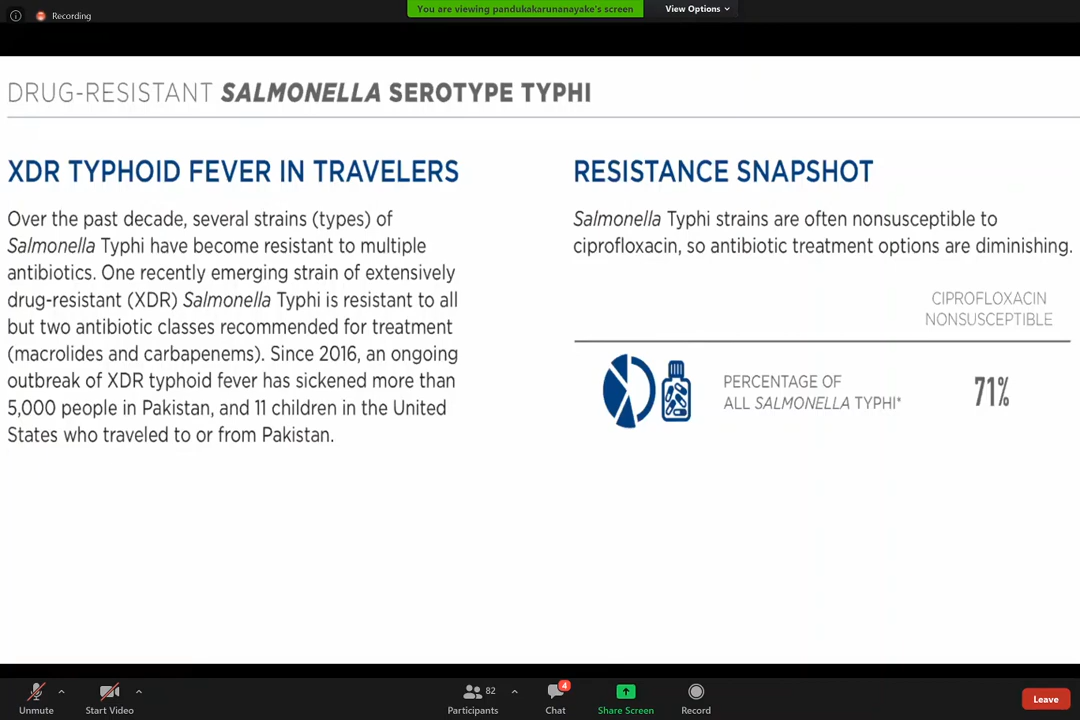 Recording
You are viewing pandukakarunanayake's screen
View Options
DRUG-RESISTANT SALMONELLA SEROTYPE TYPHI
XDR TYPHOID FEVER IN TRAVELERS
Over the past decade, several strains (types) of
Salmonella Typhi have become resistant to multiple
antibiotics. One recently emerging strain of extensively
drug-resistant (XDR) Salmonella Typhi is resistant to all
but two antibiotic classes recommended for treatment
(macrolides and carbapenems). Since 2016, an ongoing
outbreak of XDR typhoid fever has sickened more than
5,000 people in Pakistan, and 11 children in the United
States who traveled to or from Pakistan.
RESISTANCE SNAPSHOT
Salmonella Typhi strains are often nonsusceptible to
ciprofloxacin, so antibiotic treatment options are diminishing.
CIPROFLOXACIN
NONSUSCEPTIBLE
PERCENTAGE OF
ALL SALMONELLA TYPHI*
71%
82
4
Unmute
Start Video
Participants
Chat
Share Screen
Record
Leave